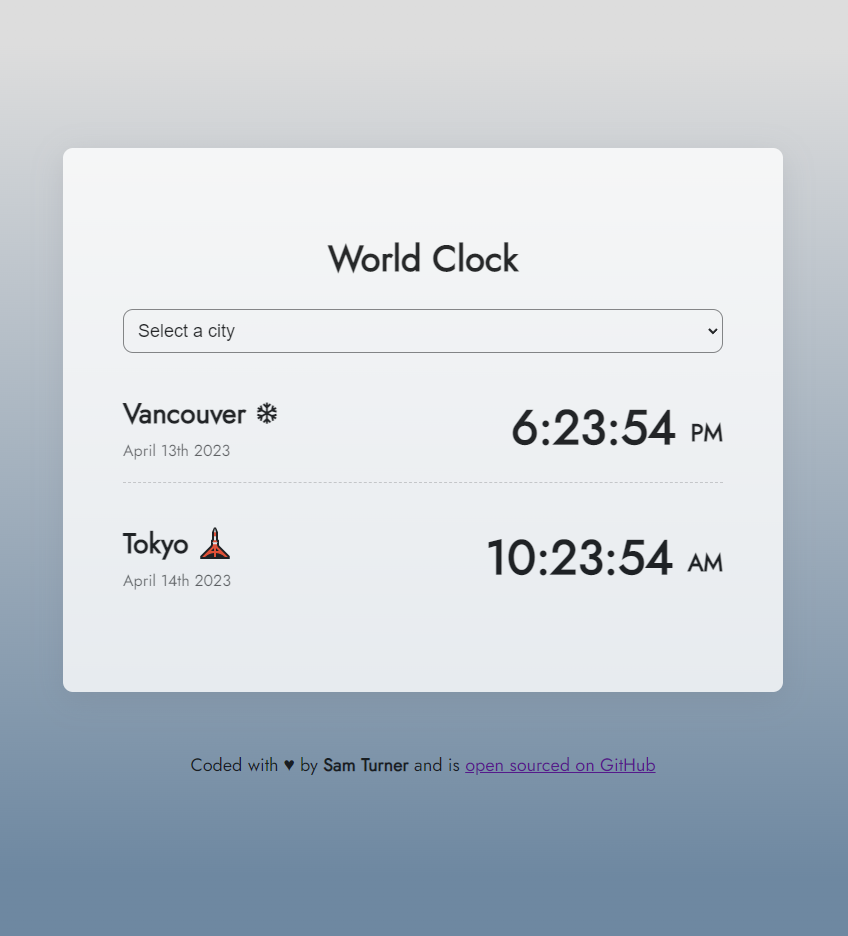 World Clock
Select a city
Vancouver ❄
6:23:54 PM
April 13th 2023
Tokyo 🗼
10:23:54 AM
April 14th 2023
Coded with ♥ by Sam Turner and is open sourced on GitHub